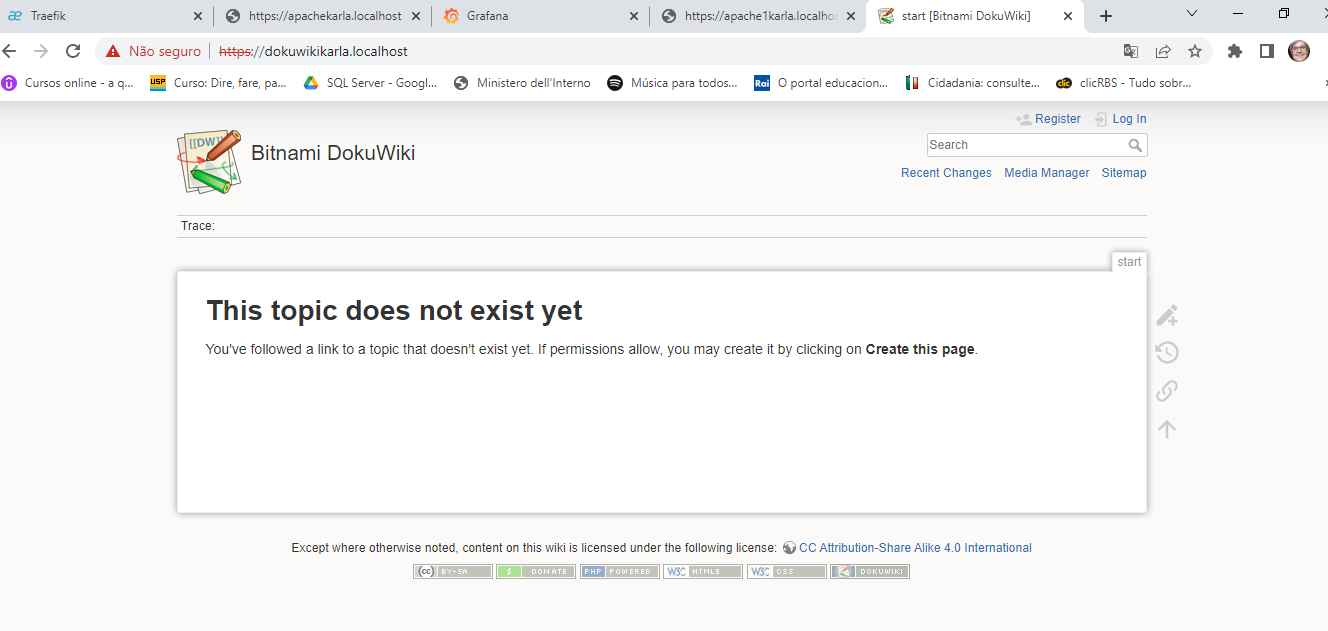 Traefik
https://apachekarla.localhost
Grafana
https://apache1karla.localho
start [Bitnami DokuWiki]
Não seguro
https://dokuwikikarla.localhost
Cursos online - a q...
USP
Curso: Dire, fare, pa...
SQL Server - Googl...
Ministero dell'Interno
Música para todos...
Rai
O portal educacion...
Cidadania: consulte...
clic
clicRBS - Tudo sobr...
Register
Log In
[[DW]]
Bitnami DokuWiki
Search
Recent Changes
Media Manager
Sitemap
Trace:
start
This topic does not exist yet
You've followed a link to a topic that doesn't exist yet. If permissions allow, you may create it by clicking on Create this page.
Except where otherwise noted, content on this wiki is licensed under the following license: CC Attribution-Share Alike 4.0 International
(cc) BY-SA
$ DONATE
PHP POWERED
W3C HTML5
W3C CSS
DOKUWIKI